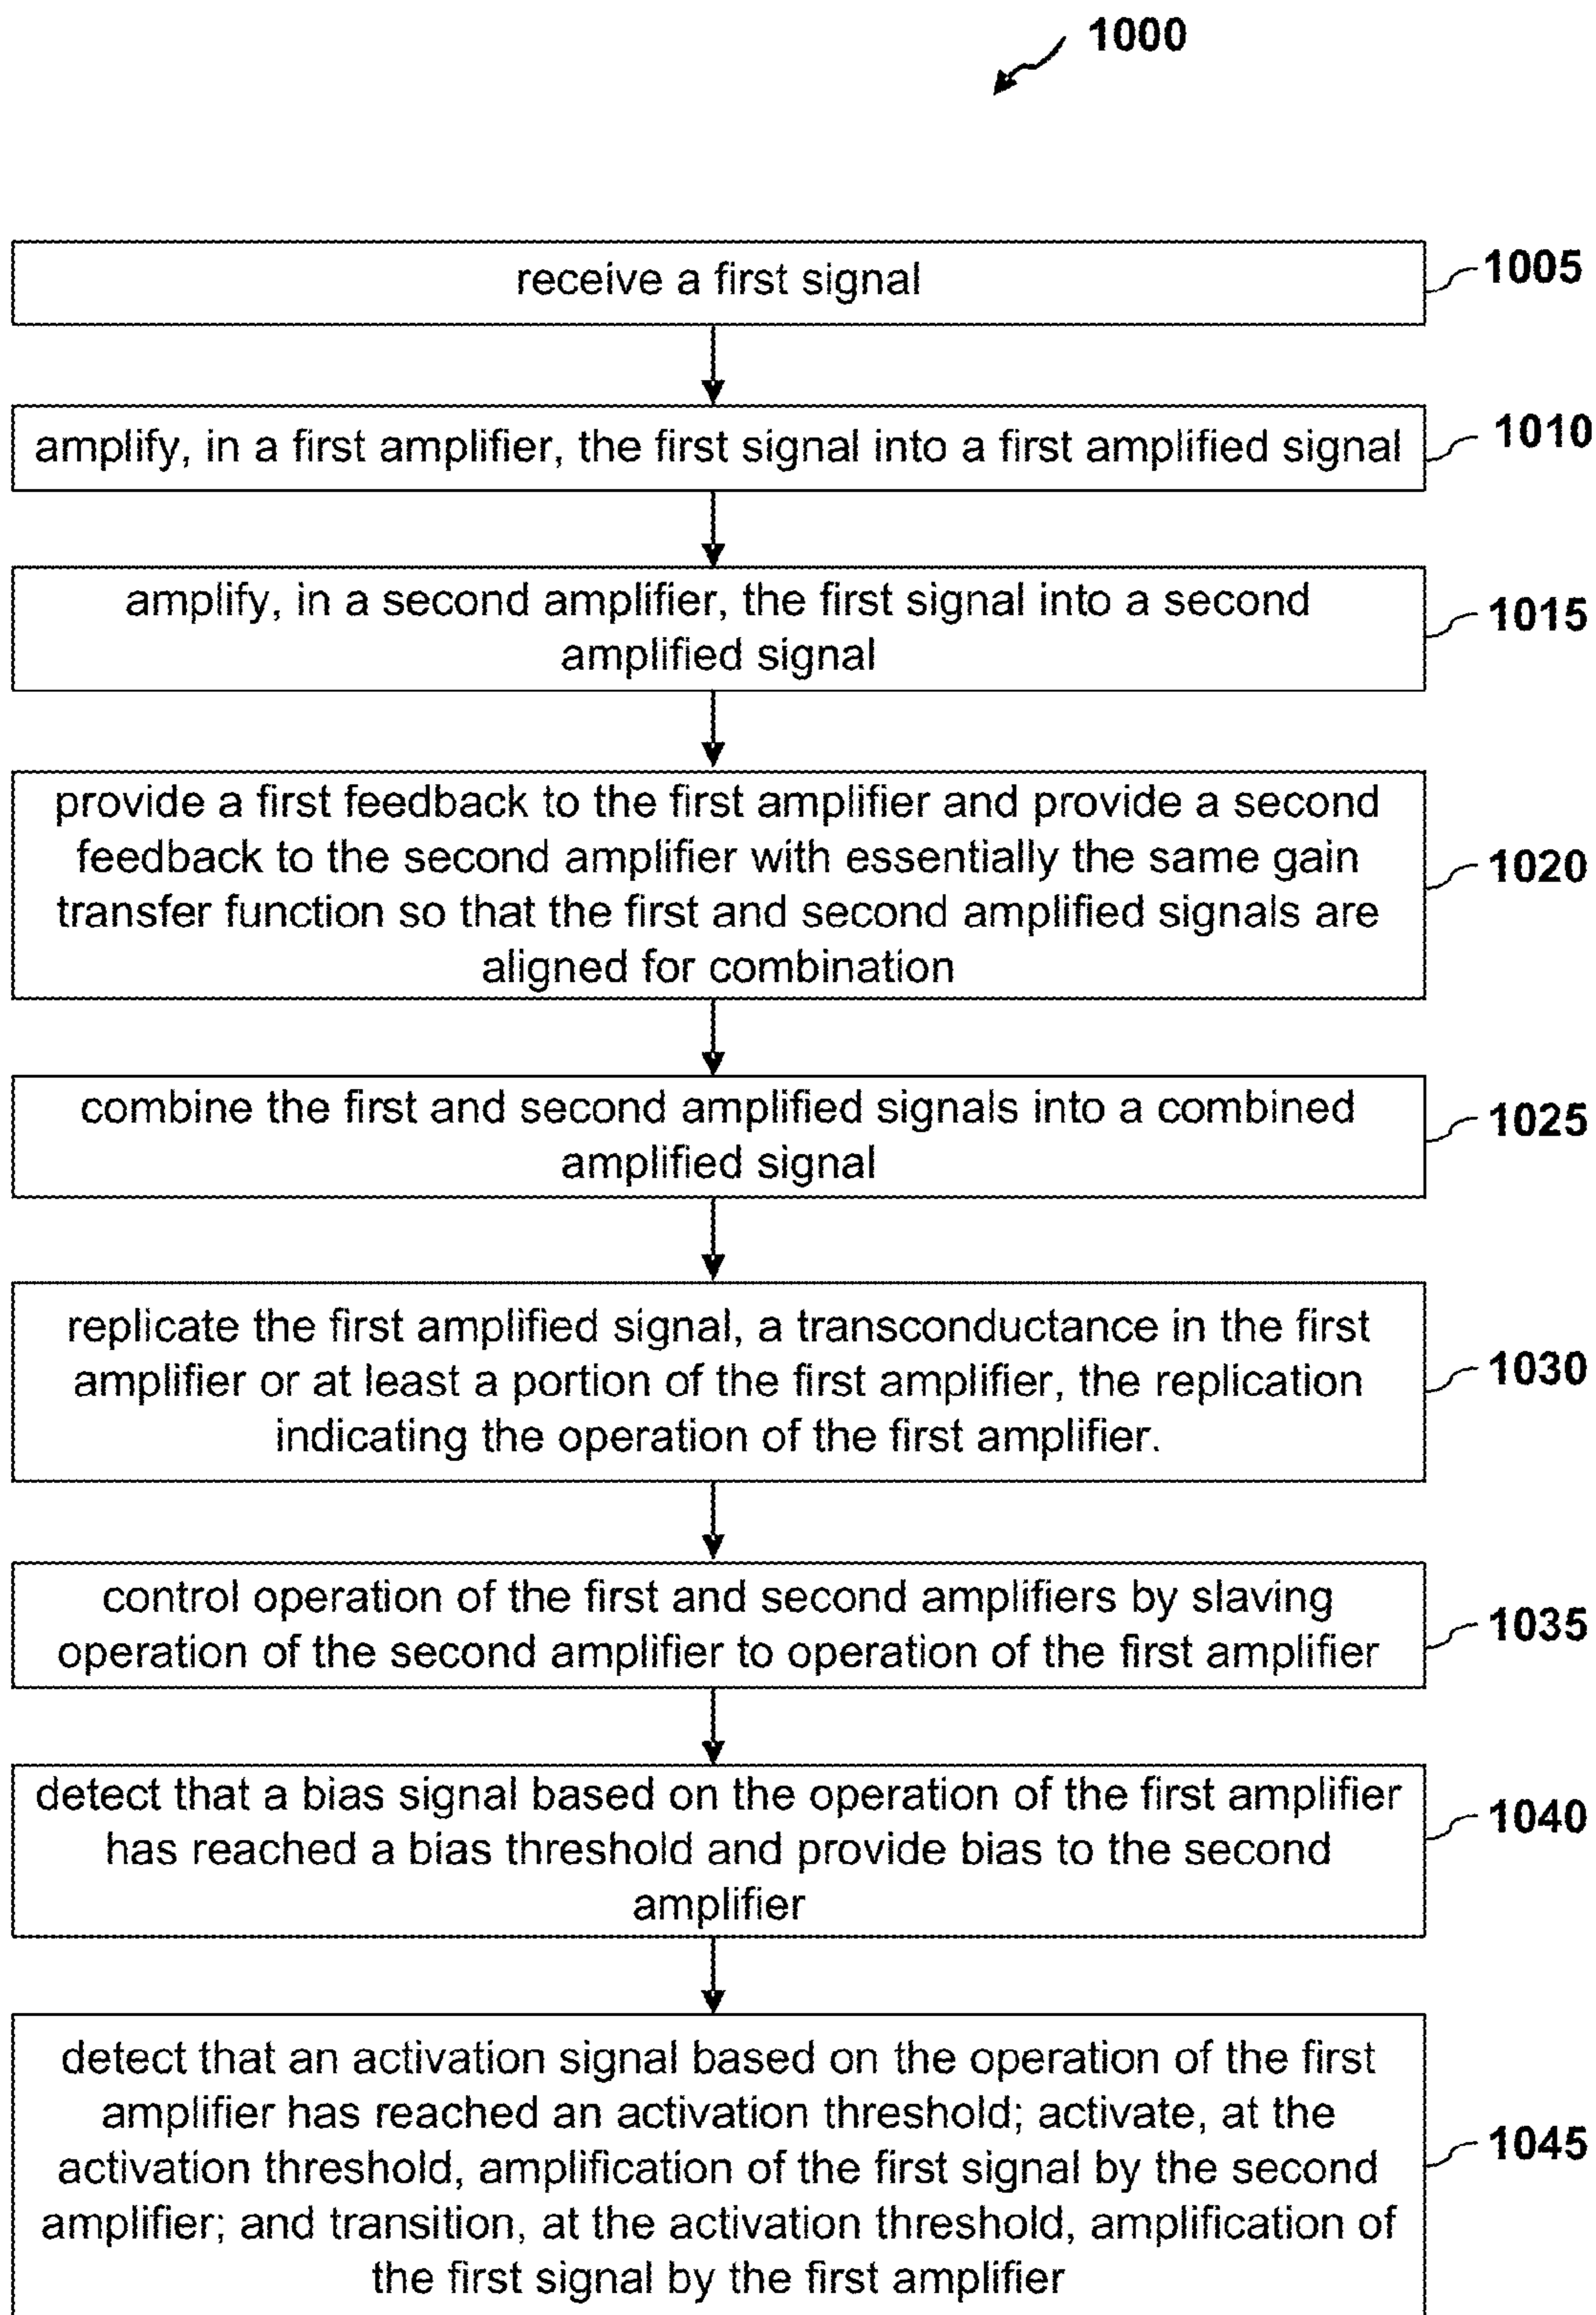 1000
receive a first signal
1005
amplify, in a first amplifier, the first signal into a first amplified signal
1010
amplify, in a second amplifier, the first signal into a second
amplified signal
1015
provide a first feedback to the first amplifier and provide a second
feedback to the second amplifier with essentially the same gain
transfer function so that the first and second amplified signals are
aligned for combination
1020
combine the first and second amplified signals into a combined
amplified signal
1025
replicate the first amplified signal, a transconductance in the first
amplifier or at least a portion of the first amplifier, the replication
indicating the operation of the first amplifier.
1030
control operation of the first and second amplifiers by slaving
operation of the second amplifier to operation of the first amplifier
1035
detect that a bias signal based on the operation of the first amplifier
has reached a bias threshold and provide bias to the second
amplifier
1040
detect that an activation signal based on the operation of the first
amplifier has reached an activation threshold; activate, at the
activation threshold, amplification of the first signal by the second
amplifier; and transition, at the activation threshold, amplification of
the first signal by the first amplifier
1045